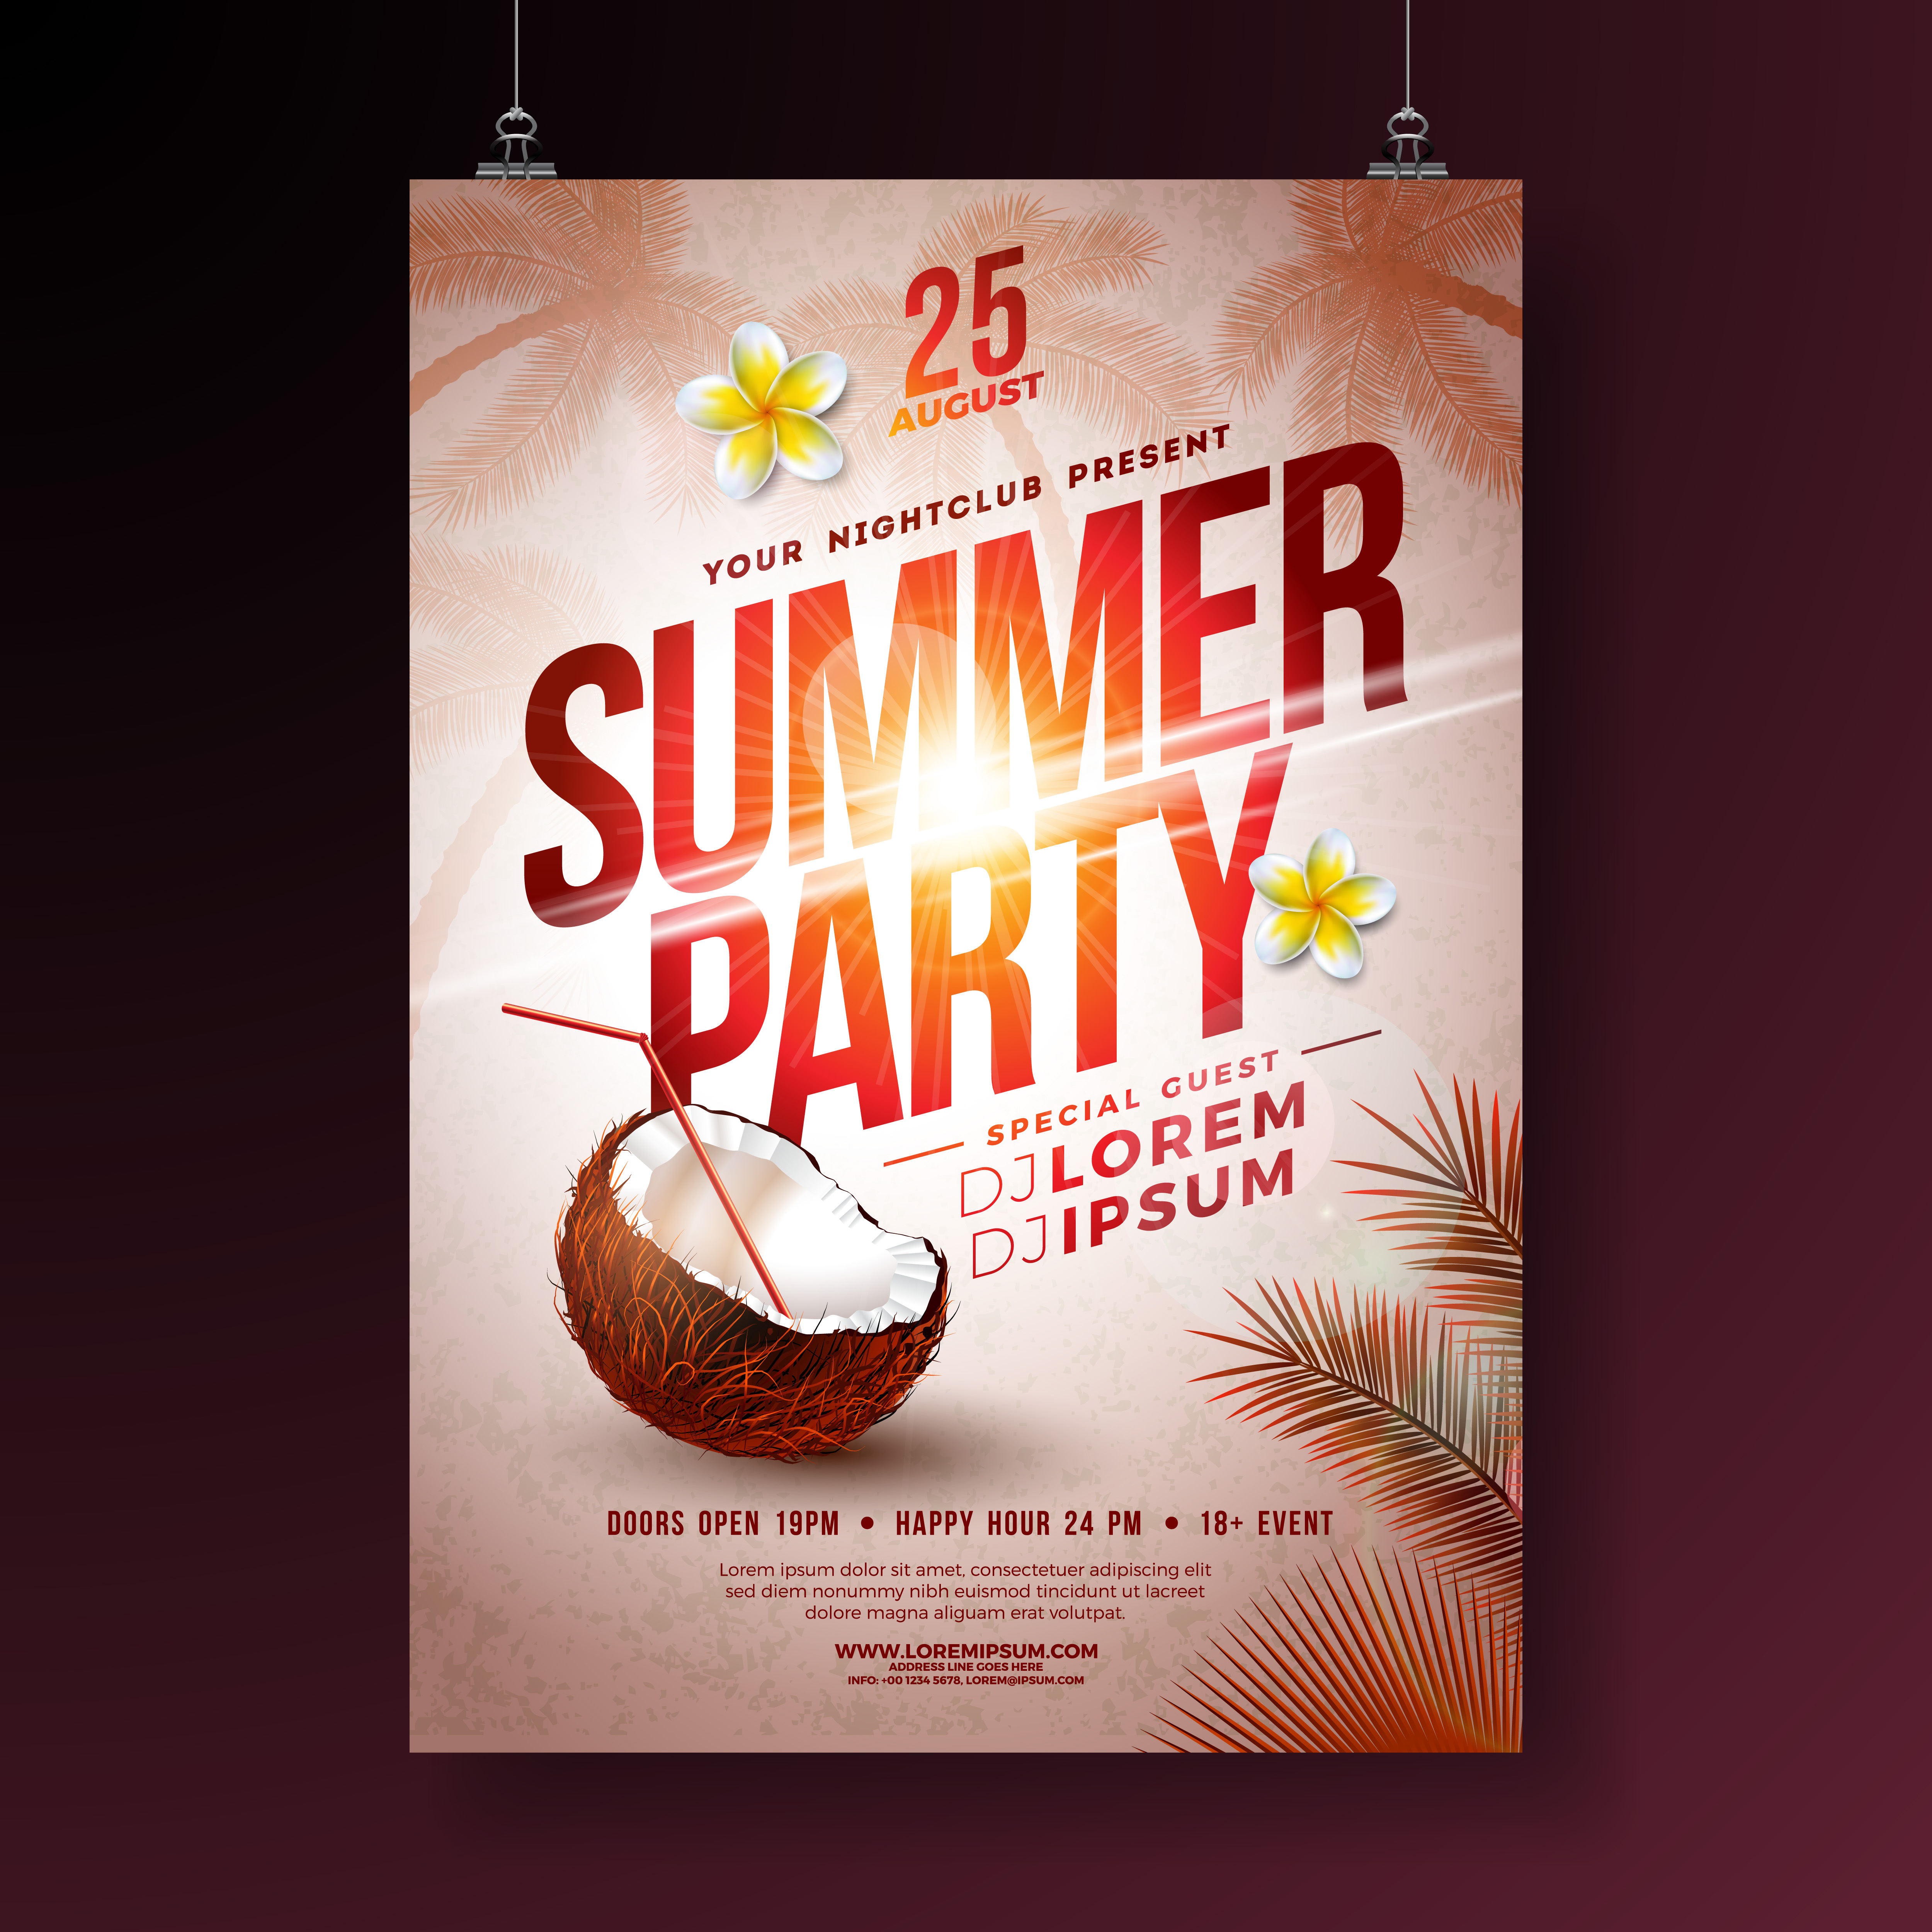 25
AUGUST
YOUR NIGHTCLUB PRESENT
SUMMER
PARTY
SPECIAL GUEST
DJ LOREM
DJ IPSUM
DOORS OPEN 19PM • HAPPY HOUR 24 PM • 18+ EVENT
Lorem ipsum dolor sit amet, consectetuer adipiscing elit
sed diem nonummy nibh euismod tincidunt ut lacreet
dolore magna aliguam erat volutpat.
WWW.LOREMIPSUM.COM
ADDRESS LINE GOES HERE
INFO: +00 1234 5678, LOREM@IPSUM.COM